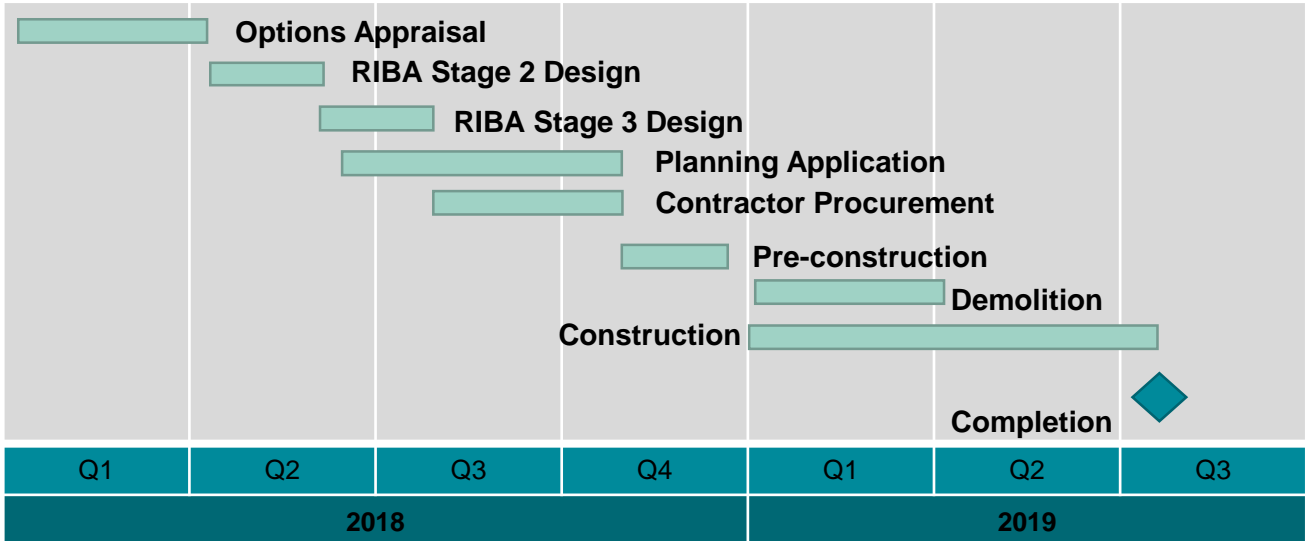 Options Appraisal
RIBA Stage 2 Design
RIBA Stage 3 Design
Planning Application
Contractor Procurement
Pre-construction
Demolition
Construction
Completion
Q1 Q2 Q3 Q4 Q1 Q2 Q3
2018 2019